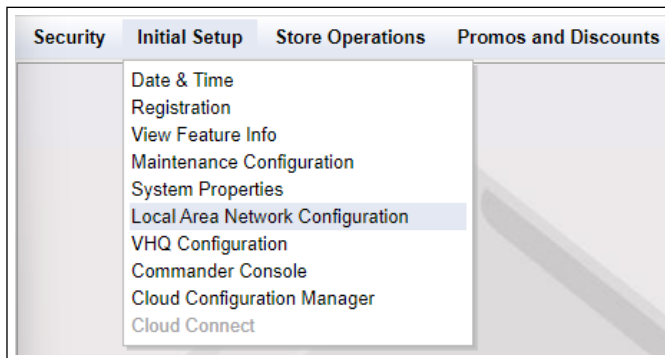 Security Initial Setup Store Operations Promos and Discounts
Date & Time
Registration
View Feature Info
Maintenance Configuration
System Properties
Local Area Network Configuration
VHQ Configuration
Commander Console
Cloud Configuration Manager
Cloud Connect